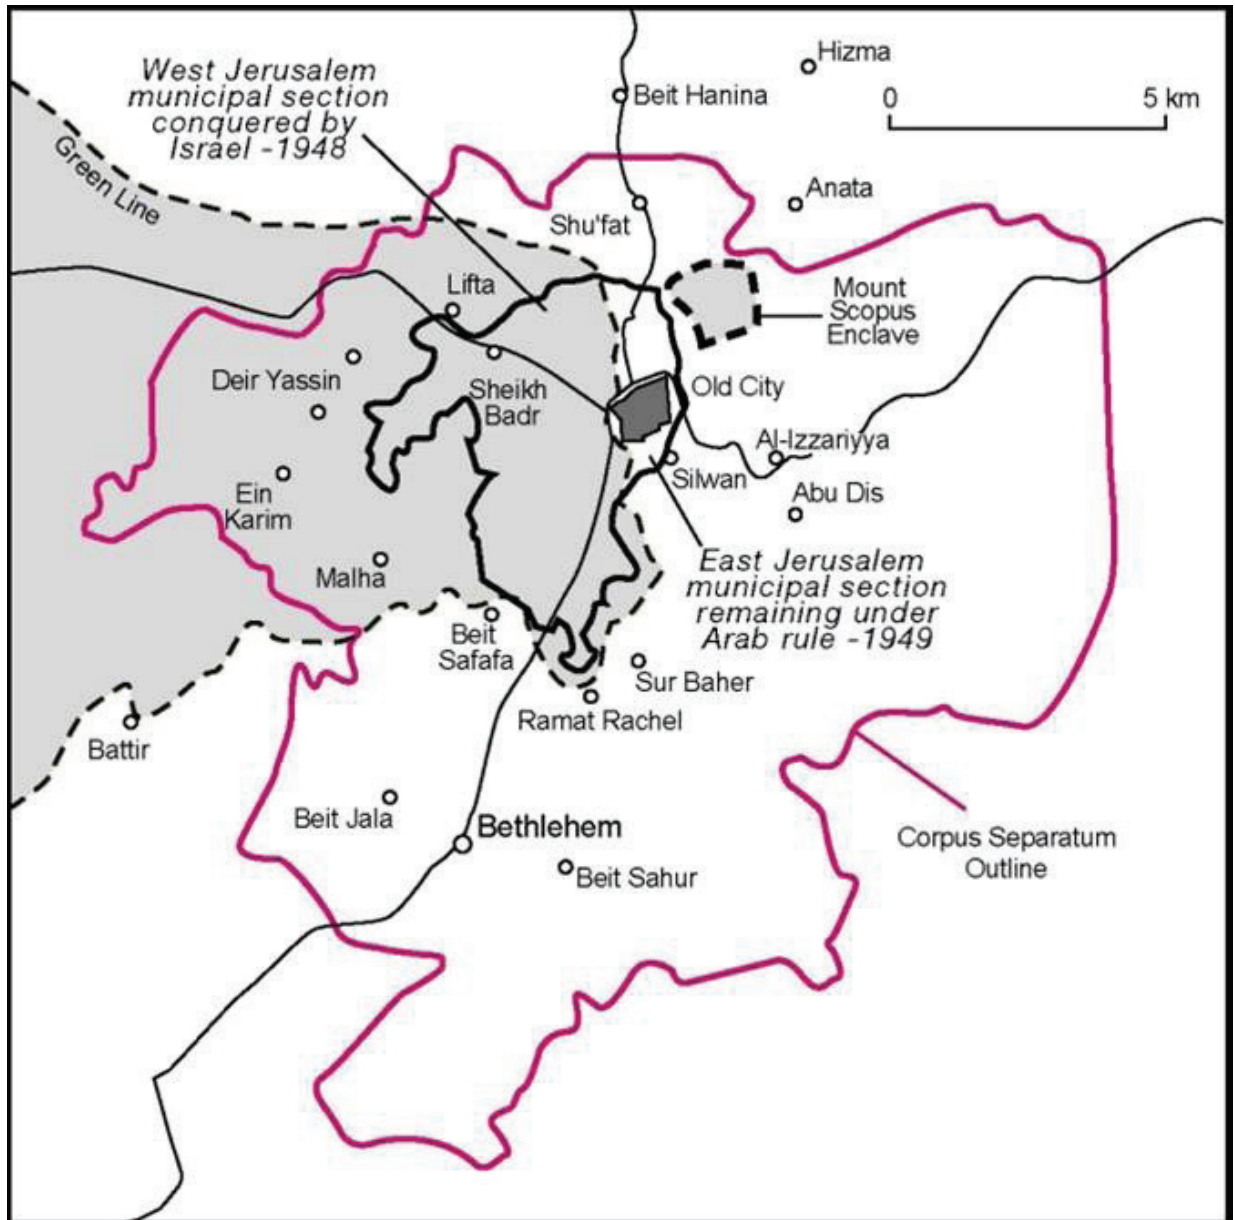 West Jerusalem
municipal section
conquered by
Israel -1948
Green Line
Hizma
Beit Hanina
0 5 km
Anata
Shu'fat
Lifta
Mount
Scopus
Enclave
Deir Yassin
Sheikh
Badr
Old City
Al-Izzariyya
Silwan
Abu Dis
Ein
Karim
Malha
East Jerusalem
municipal section
remaining under
Arab rule -1949
Beit
Safafa
Sur Baher
Ramat Rachel
Battir
Beit Jala
Bethlehem
Beit Sahur
Corpus Separatum
Outline